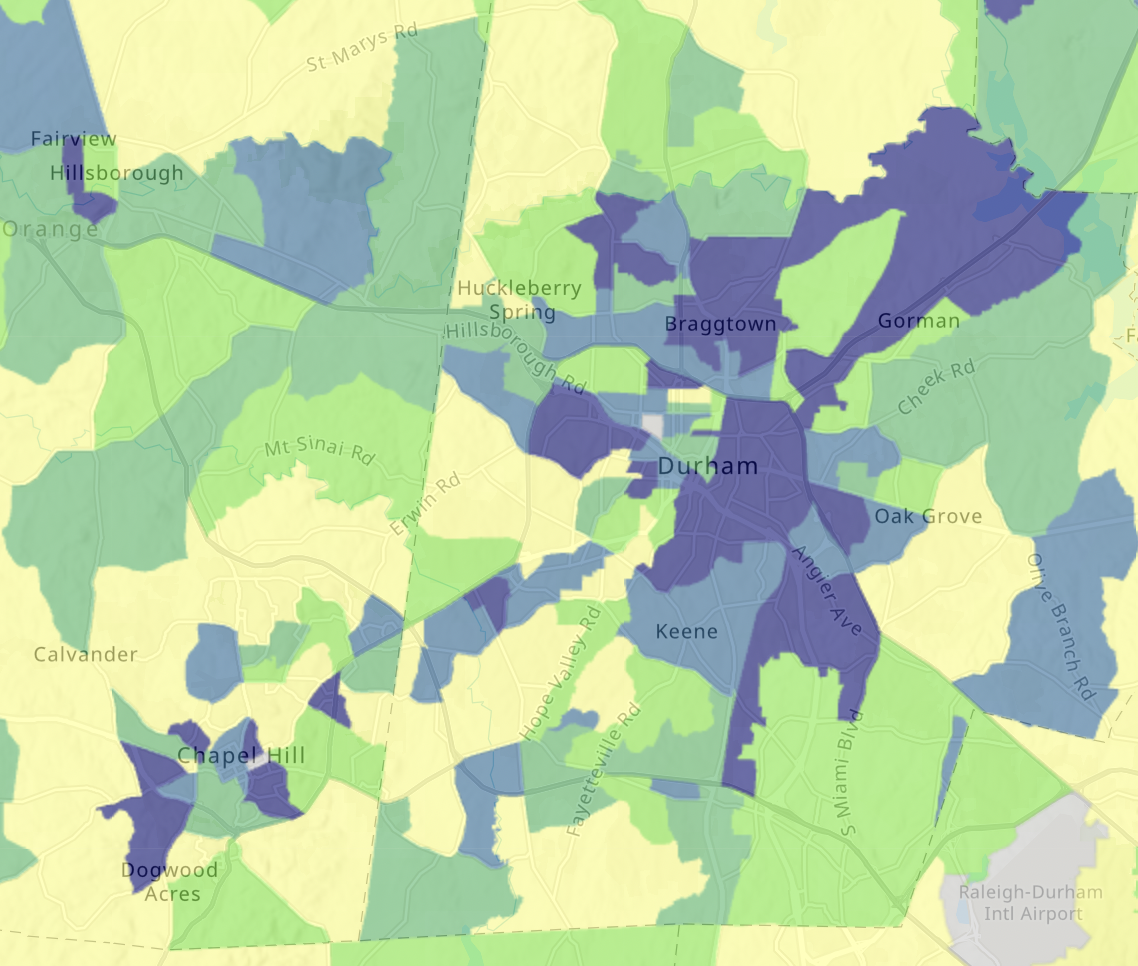 St Marys Rd
Fairview
Hillsborough
Orange
Huckleberry
Spring
Hillsborough Rd
Braggtown
Gorman
Cheek Rd
Mt Sinai Rd
Erwin Rd
Durham
Oak Grove
Angier Ave
Olive Branch Rd
Keene
Calvander
Hope Valley Rd
Fayetteville Rd
S Miami Blvd
Chapel Hill
Dogwood
Acres
Raleigh-Durham
Intl Airport